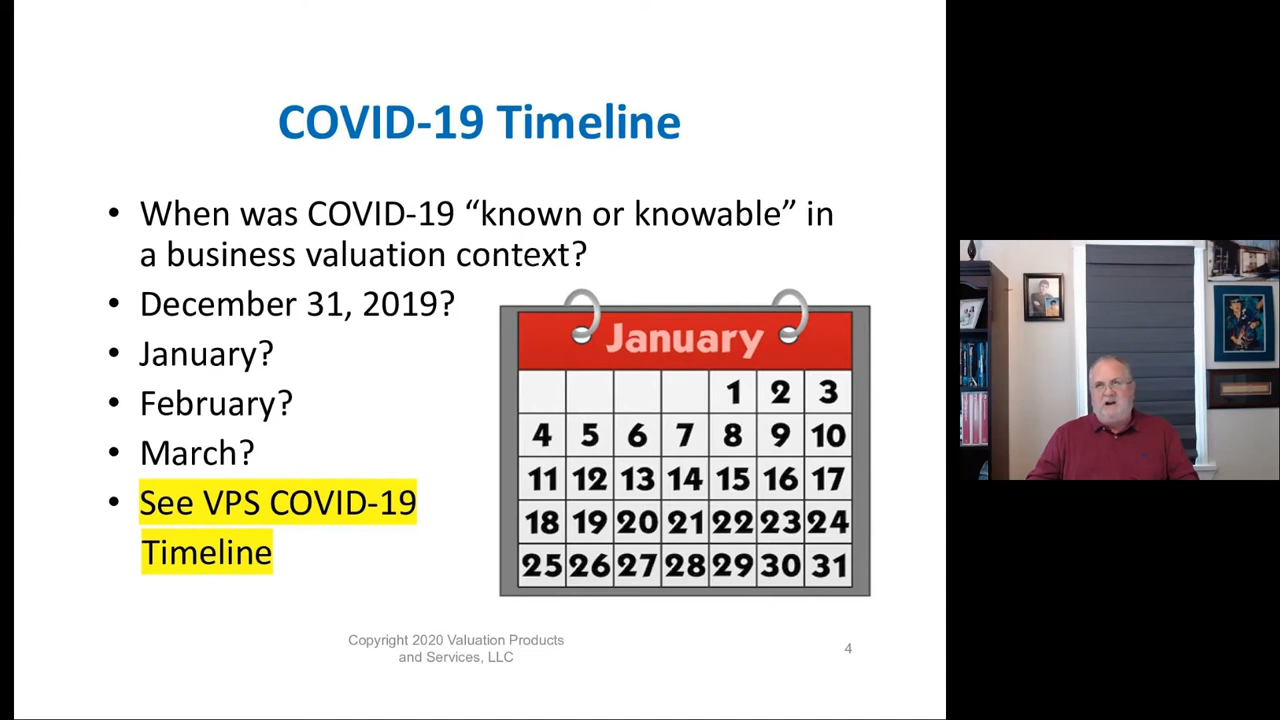 COVID-19 Timeline
• When was COVID-19 “known or knowable” in
a business valuation context?
• December 31, 2019?
• January?
• February?
• March?
• See VPS COVID-19
Timeline
January
1 2 3
4 5 6 7 8 9 10
11 12 13 14 15 16 17
18 19 20 21 22 23 24
25 26 27 28 29 30 31
Copyright 2020 Valuation Products
and Services, LLC
4